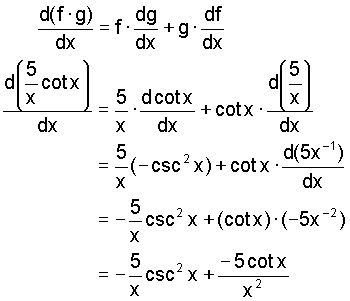 d(f·g)/dx = f·dg/dx + g·df/dx
d(5/x cot x)/dx = 5/x · d cot x/dx + cot x · d(5/x)/dx
= 5/x (−csc² x) + cot x · d(5x⁻¹)/dx
= −5/x csc² x + (cot x)·(−5x⁻²)
= −5/x csc² x + −5 cot x/x²